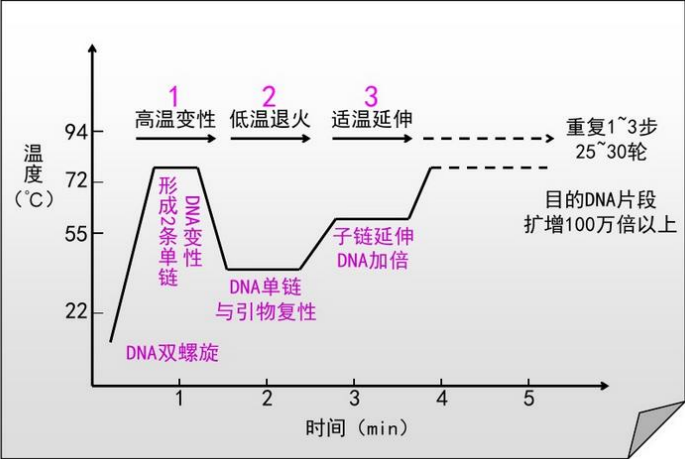 1 2 3
高温变性 低温退火 适温延伸
重复1~3步
25~30轮
目的DNA片段
扩增100万倍以上
温度
(℃)
94
72
55
22
形成2条单链
DNA变性
DNA单链
与引物复性
子链延伸
DNA加倍
DNA双螺旋
1 2 3 4 5
时间(min)